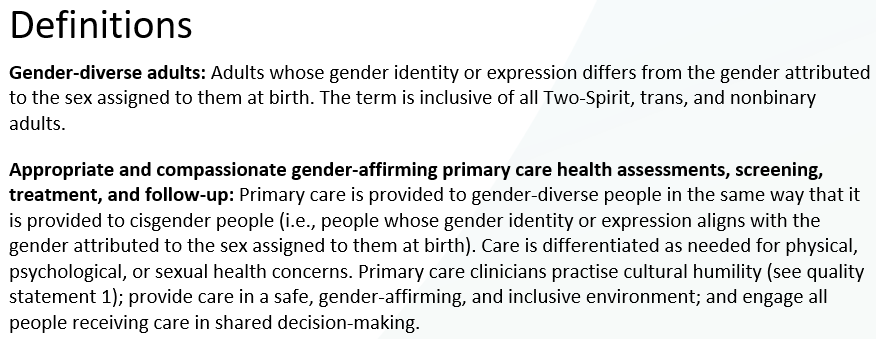 Definitions
Gender-diverse adults: Adults whose gender identity or expression differs from the gender attributed
to the sex assigned to them at birth. The term is inclusive of all Two-Spirit, trans, and nonbinary
adults.
Appropriate and compassionate gender-affirming primary care health assessments, screening,
treatment, and follow-up: Primary care is provided to gender-diverse people in the same way that it
is provided to cisgender people (i.e., people whose gender identity or expression aligns with the
gender attributed to the sex assigned to them at birth). Care is differentiated as needed for physical,
psychological, or sexual health concerns. Primary care clinicians practise cultural humility (see quality
statement 1); provide care in a safe, gender-affirming, and inclusive environment; and engage all
people receiving care in shared decision-making.